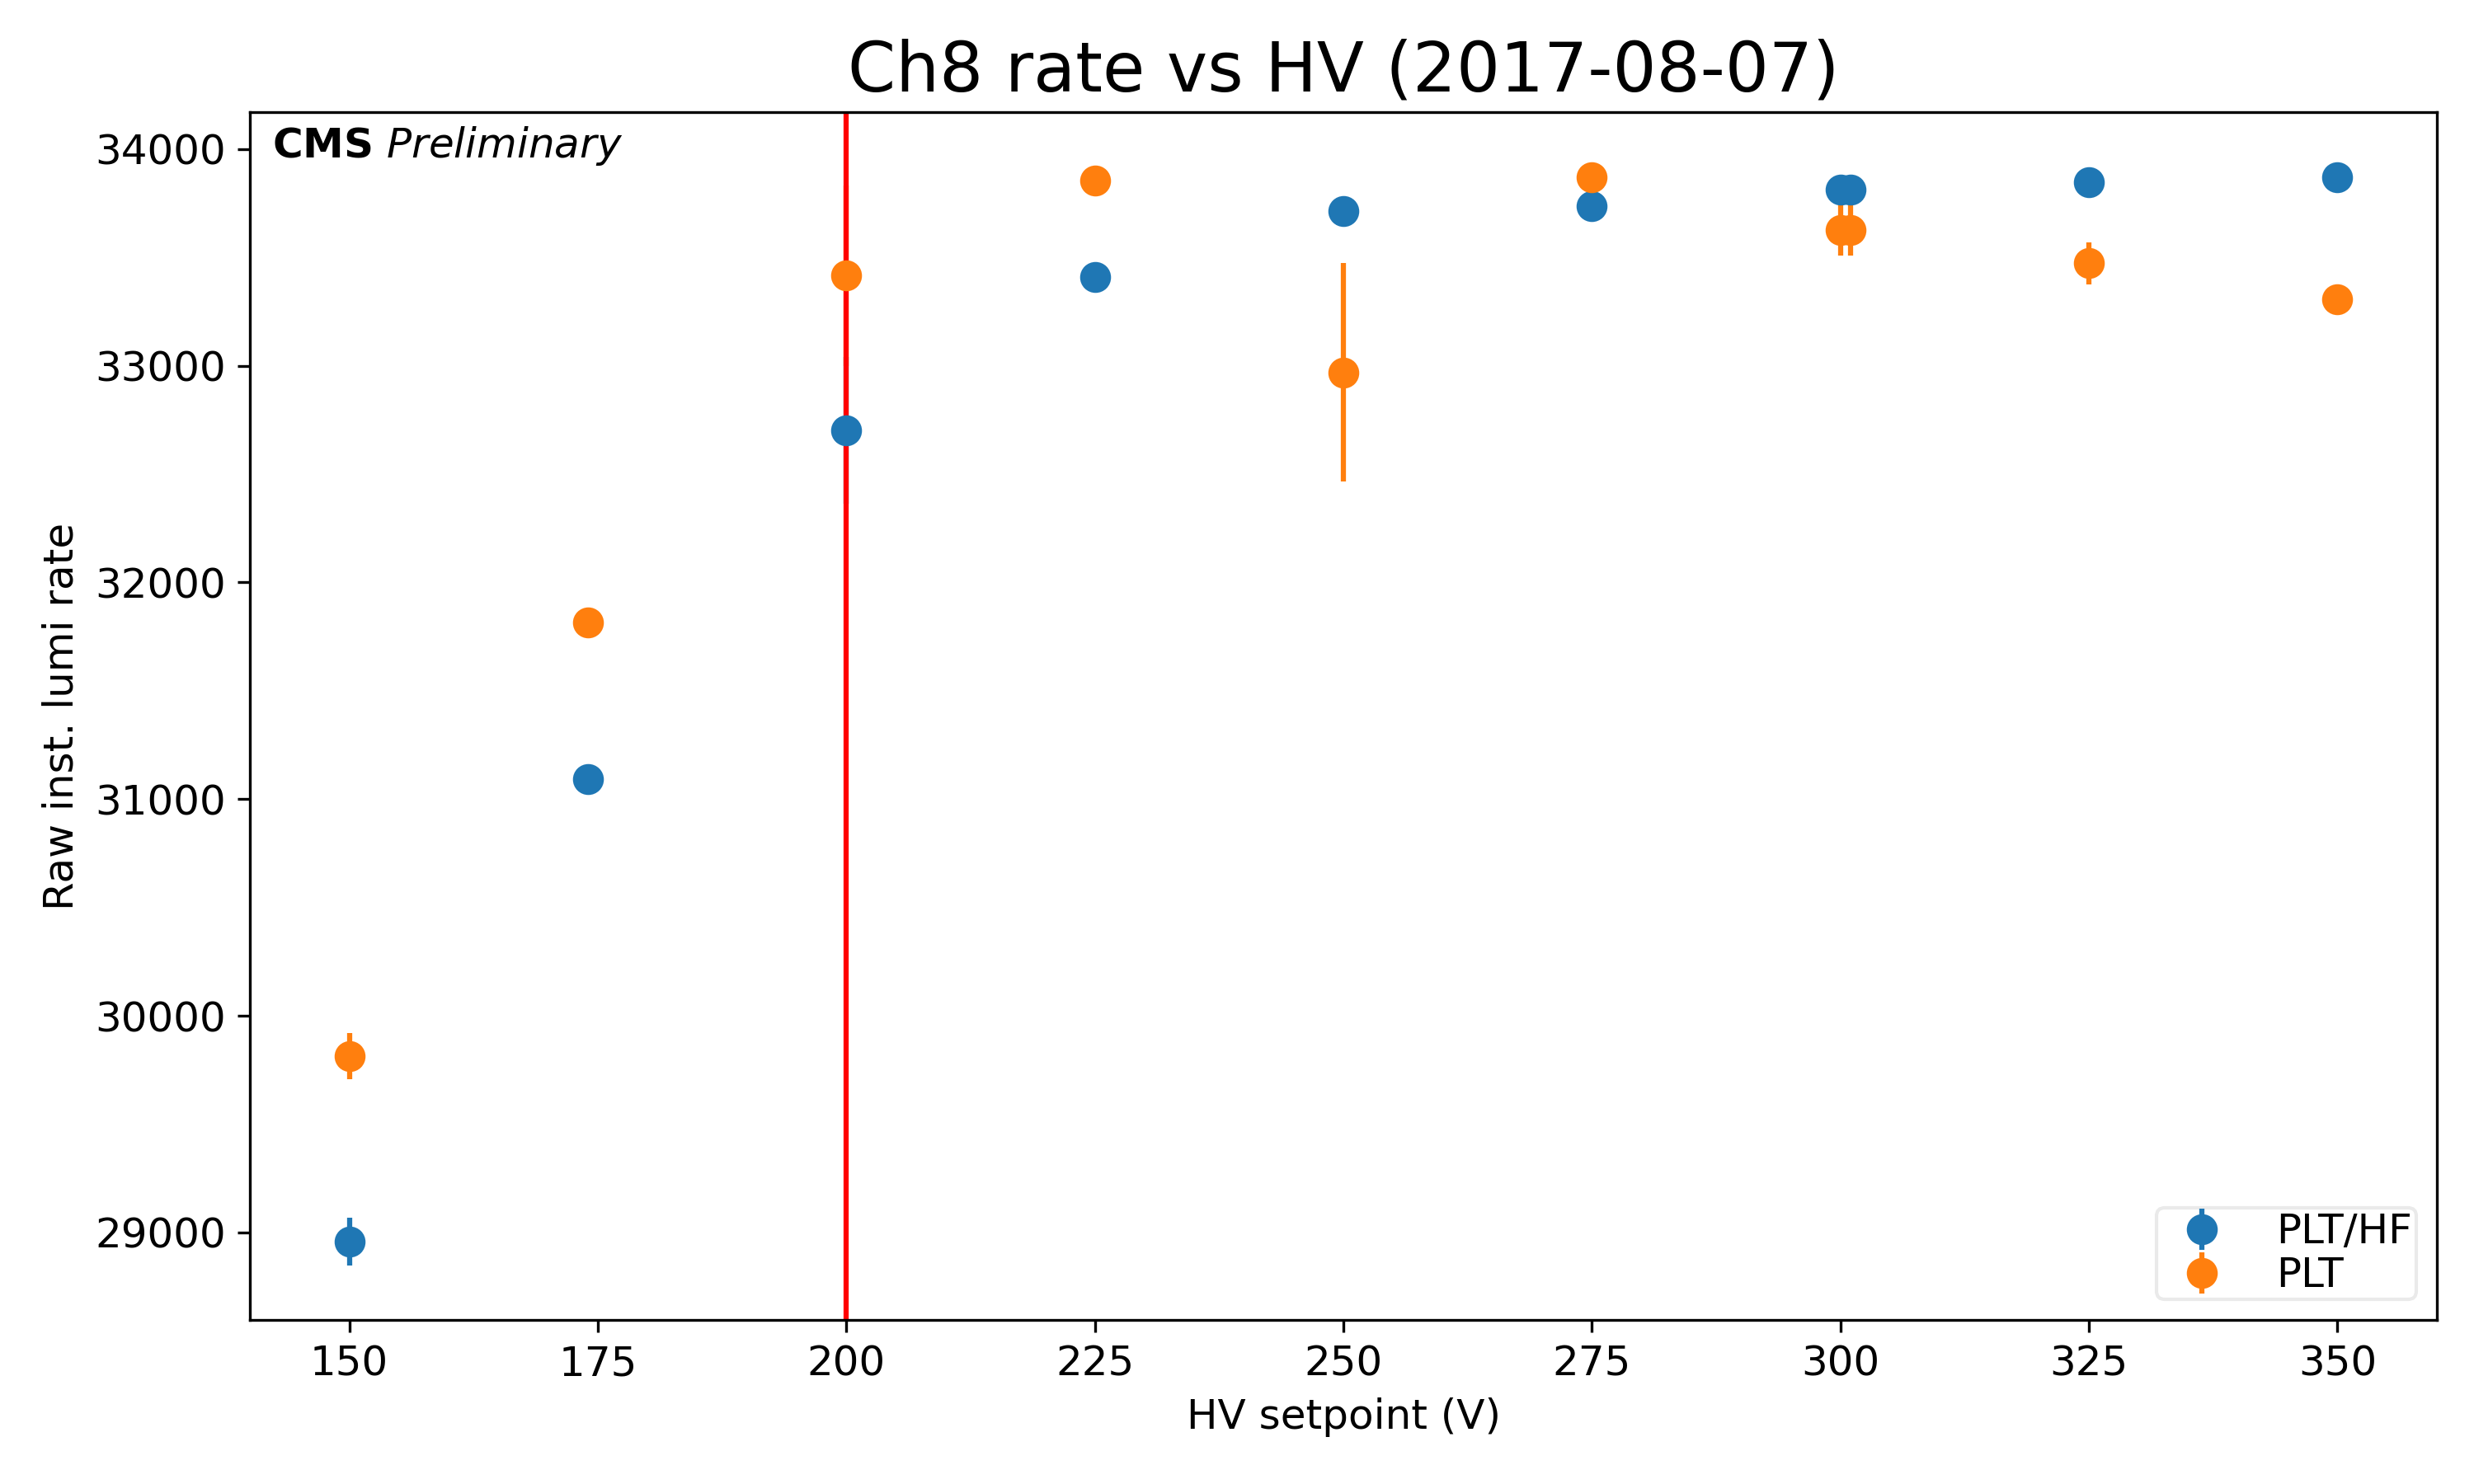 Ch8 rate vs HV (2017-08-07)
CMS Preliminary
34000
33000
32000
31000
30000
29000
Raw inst. lumi rate
150 175 200 225 250 275 300 325 350
HV setpoint (V)
PLT/HF
PLT